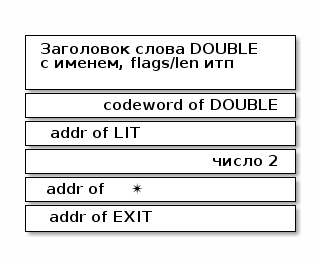 Заголовок слова DOUBLE
с именем, flags/len итп
codeword of DOUBLE
addr of LIT
число 2
addr of *
addr of EXIT